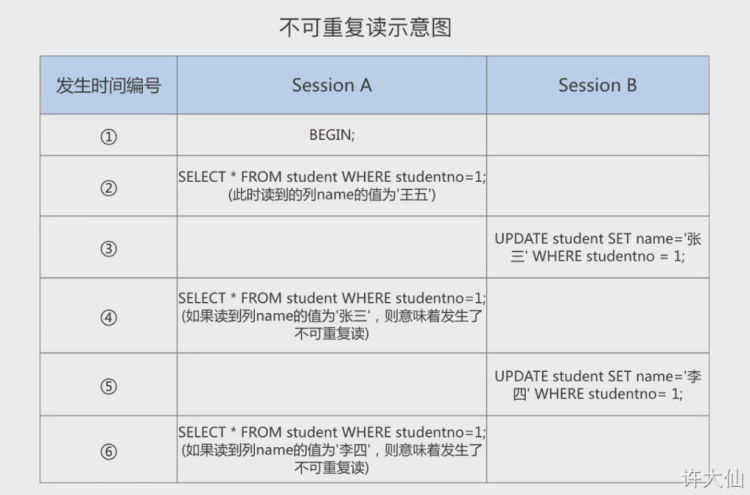 不可重复读示意图
发生时间编号 Session A Session B
① BEGIN;
② SELECT * FROM student WHERE studentno=1;
(此时读到的列name的值为'王五')
③ UPDATE student SET name='张
三' WHERE studentno = 1;
④ SELECT * FROM student WHERE studentno=1;
(如果读到列name的值为'张三'，则意味着发生了
不可重复读)
⑤ UPDATE student SET name='李
四' WHERE studentno= 1;
⑥ SELECT * FROM student WHERE studentno=1;
(如果读到列name的值为'李四'，则意味着发生了
不可重复读)
许大仙